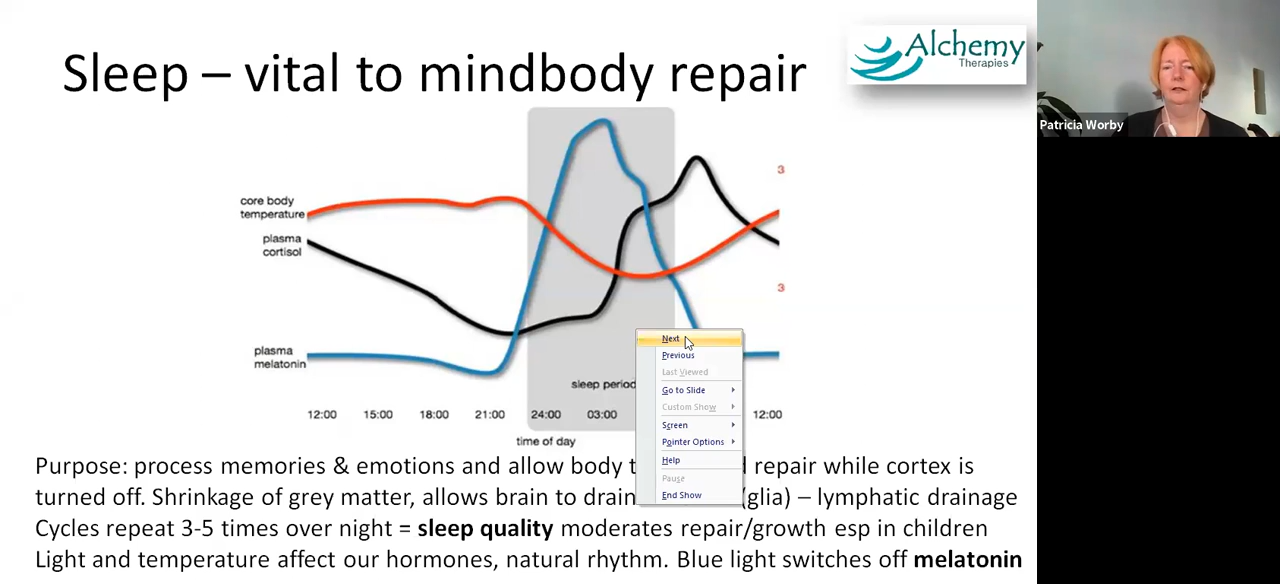 Sleep – vital to mindbody repair
Alchemy
Therapies
Patricia Worby
core body
temperature
plasma
cortisol
plasma
melatonin
3
3
sleep period
12:00 15:00 18:00 21:00 24:00 03:00 12:00
time of day
Next
Previous
Last Viewed
Go to Slide
Custom Show
Screen
Pointer Options
Help
Pause
End Show
Purpose: process memories & emotions and allow body repair while cortex is
turned off. Shrinkage of grey matter, allows brain to drain (glia) – lymphatic drainage
Cycles repeat 3-5 times over night = sleep quality moderates repair/growth esp in children
Light and temperature affect our hormones, natural rhythm. Blue light switches off melatonin